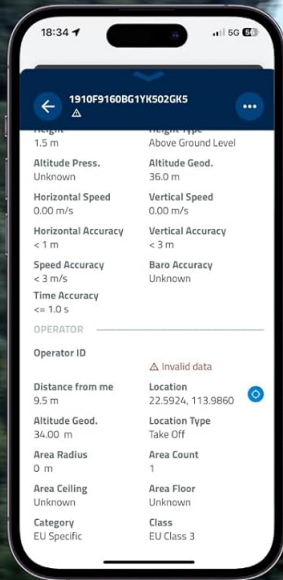 18:34
5G
1910F9160BG1YK502GK5
Height Height Type
1.5 m Above Ground Level
Altitude Press. Altitude Geod.
Unknown 36.0 m
Horizontal Speed Vertical Speed
0.00 m/s 0.00 m/s
Horizontal Accuracy Vertical Accuracy
< 1 m < 3 m
Speed Accuracy Baro Accuracy
< 3 m/s Unknown
Time Accuracy
<= 1.0 s
OPERATOR
Operator ID
Invalid data
Distance from me Location
9.5 m 22.5924, 113.9860
Altitude Geod. Location Type
34.00 m Take Off
Area Radius Area Count
0 m 1
Area Ceiling Area Floor
Unknown Unknown
Category Class
EU Specific EU Class 3